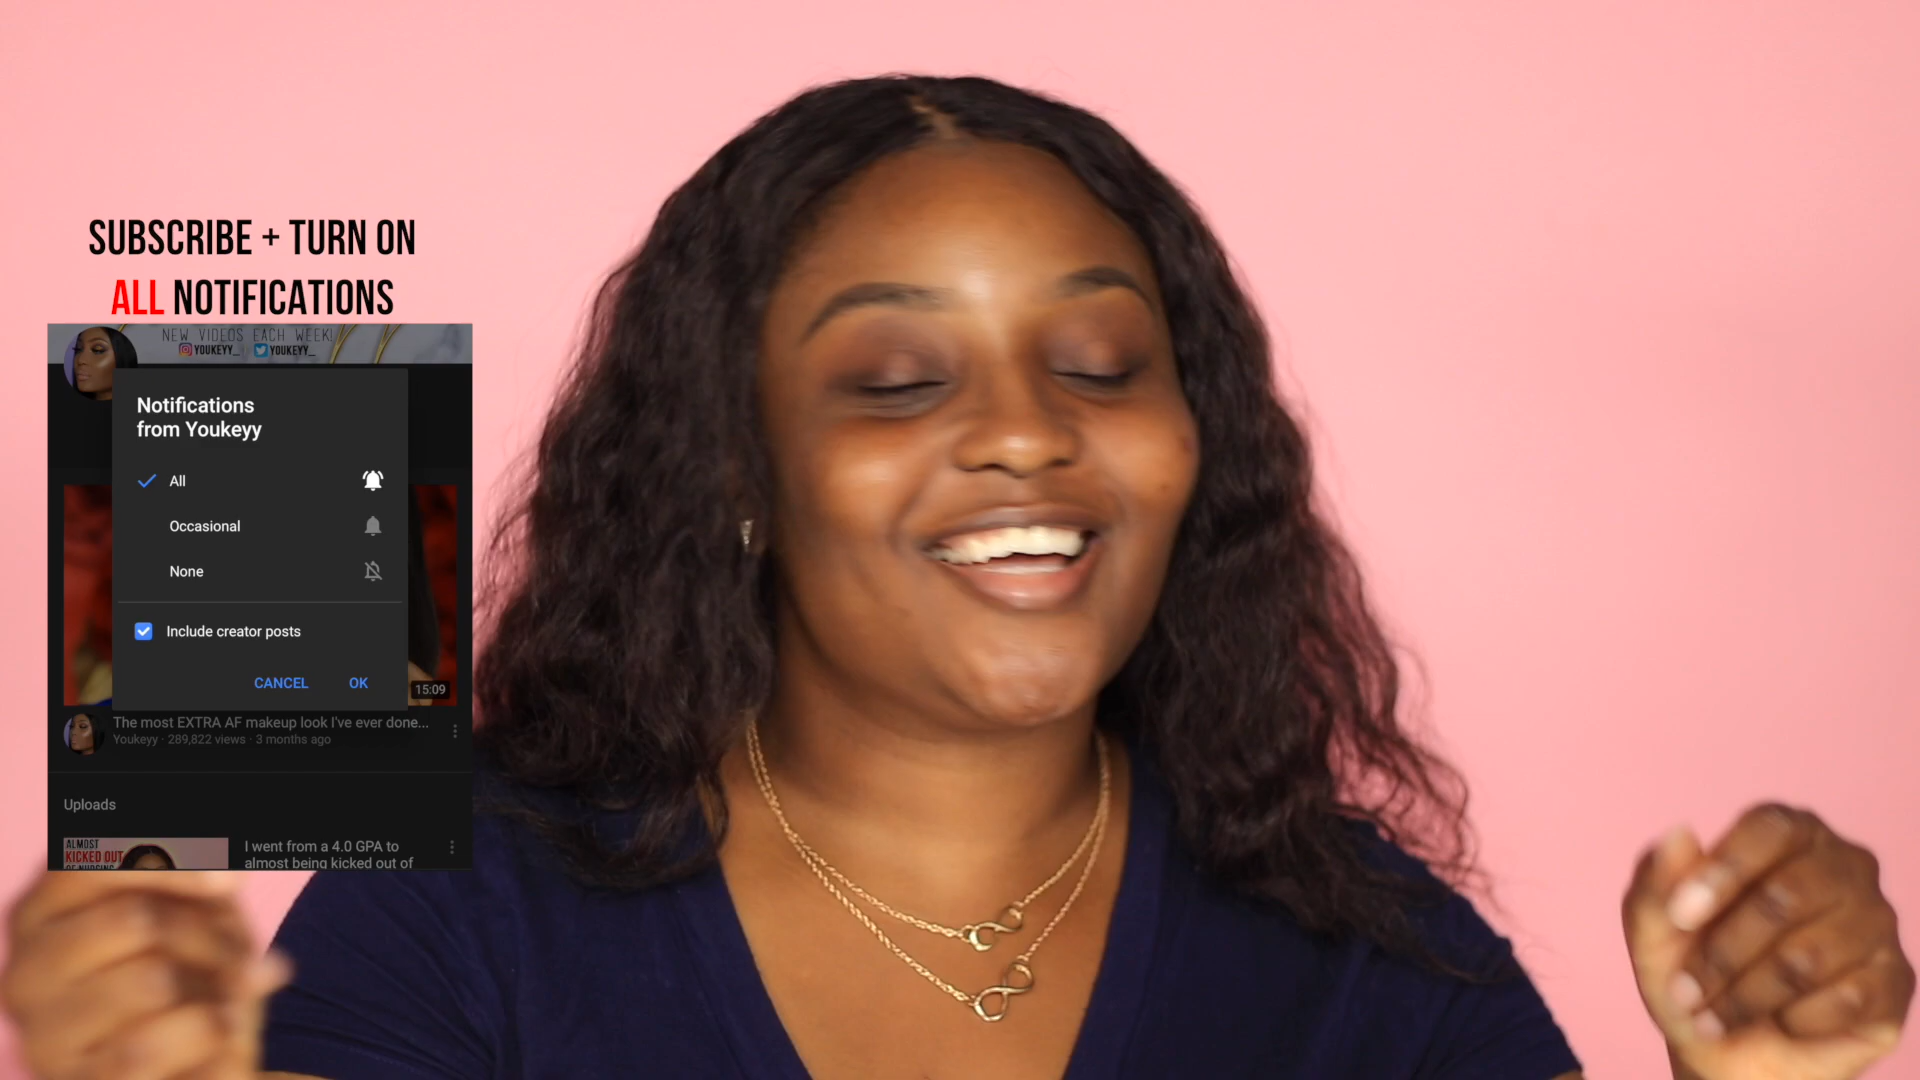 SUBSCRIBE + TURN ON
ALL NOTIFICATIONS
NEW VIDEOS EACH WEEK!
YOUKEYY_ YOUKEYY_
Notifications
from Youkeyy
All
Occasional
None
Include creator posts
CANCEL OK
15:09
The most EXTRA AF makeup look I've ever done...
Youkeyy · 289,822 views · 3 months ago
Uploads
ALMOST
KICKED OUT
OF NURSING
I went from a 4.0 GPA to
almost being kicked out of